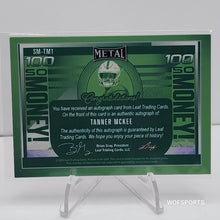 SM-TM1
METAL
100 $ MONEY!
100 $ MONEY!
You have received an autograph card from Leaf Trading Cards.
On the front of this card is an authentic autograph of
TANNER MCKEE
The authenticity of this autograph is guaranteed by Leaf
Trading Cards. We hope you enjoy your piece of history!
Brian Gray, President
Leaf Trading Cards, LLC
Leaf
WOFSPORTS